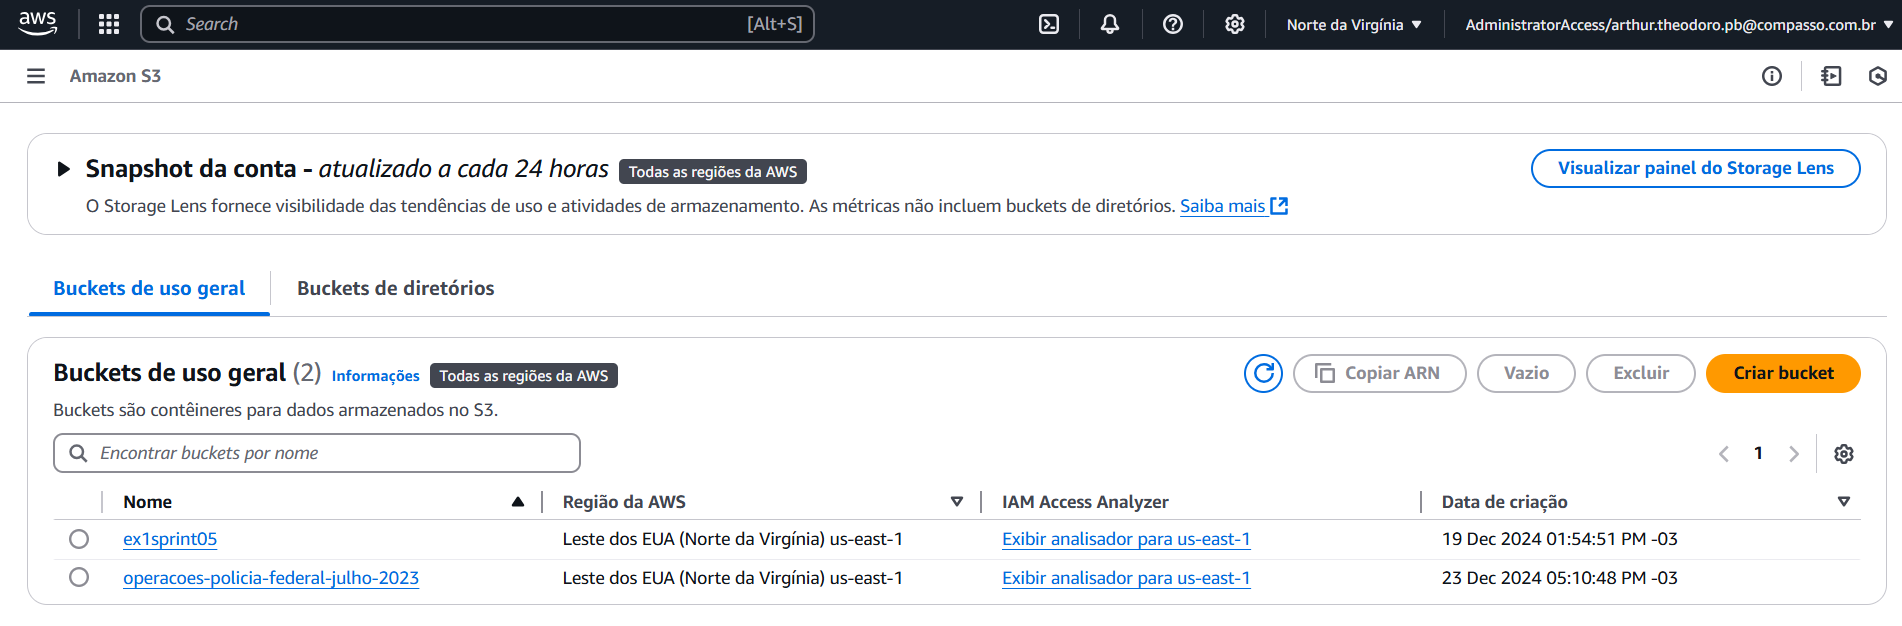 aws Search [Alt+S] Norte da Virgínia AdministratorAccess/arthur.theodoro.pb@compasso.com.br
Amazon S3
Snapshot da conta - atualizado a cada 24 horas Todas as regiões da AWS Visualizar painel do Storage Lens
O Storage Lens fornece visibilidade das tendências de uso e atividades de armazenamento. As métricas não incluem buckets de diretórios. Saiba mais
Buckets de uso geral Buckets de diretórios
Buckets de uso geral (2) Informações Todas as regiões da AWS Copiar ARN Vazio Excluir Criar bucket
Buckets são contêineres para dados armazenados no S3.
Encontrar buckets por nome 1
Nome Região da AWS IAM Access Analyzer Data de criação
ex1sprint05 Leste dos EUA (Norte da Virgínia) us-east-1 Exibir analisador para us-east-1 19 Dec 2024 01:54:51 PM -03
operacoes-policia-federal-julho-2023 Leste dos EUA (Norte da Virgínia) us-east-1 Exibir analisador para us-east-1 23 Dec 2024 05:10:48 PM -03